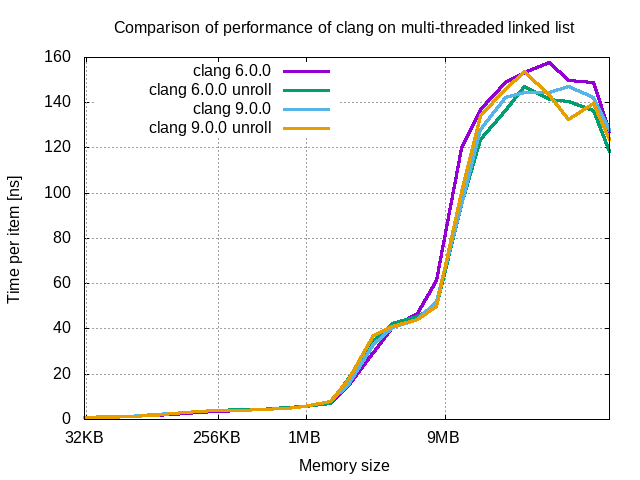 Comparison of performance of clang on multi-threaded linked list
clang 6.0.0
clang 6.0.0 unroll
clang 9.0.0
clang 9.0.0 unroll
160
140
120
100
80
60
40
20
0
Time per item [ns]
32KB 256KB 1MB 9MB
Memory size